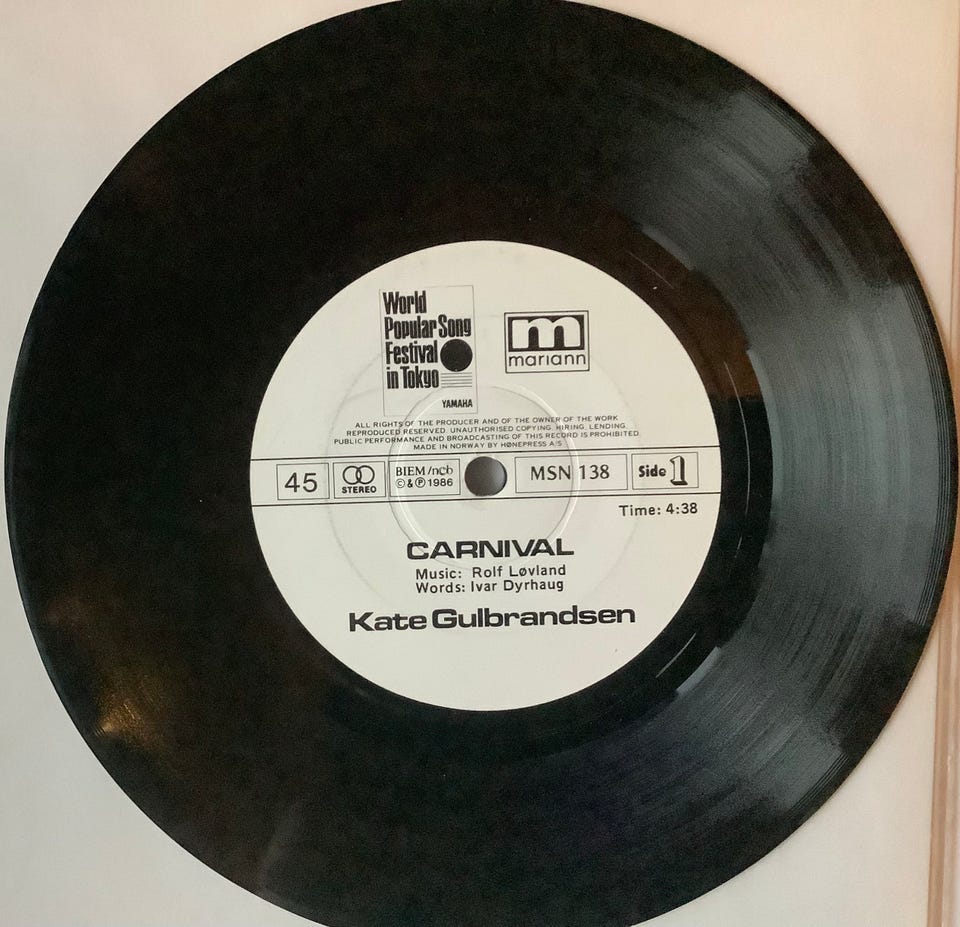 World
Popular Song
Festival
in Tokyo
YAMAHA
m
mariann
ALL RIGHTS OF THE PRODUCER AND OF THE OWNER OF THE WORK
REPRODUCED RESERVED. UNAUTHORISED COPYING, HIRING, LENDING,
PUBLIC PERFORMANCE AND BROADCASTING OF THIS RECORD IS PROHIBITED.
MADE IN NORWAY BY HØNEPRESS A/S
45
STEREO
BIEM/ncb
©&℗1986
MSN 138
Side 1
Time: 4:38
CARNIVAL
Music: Rolf Løvland
Words: Ivar Dyrhaug
Kate Gulbrandsen